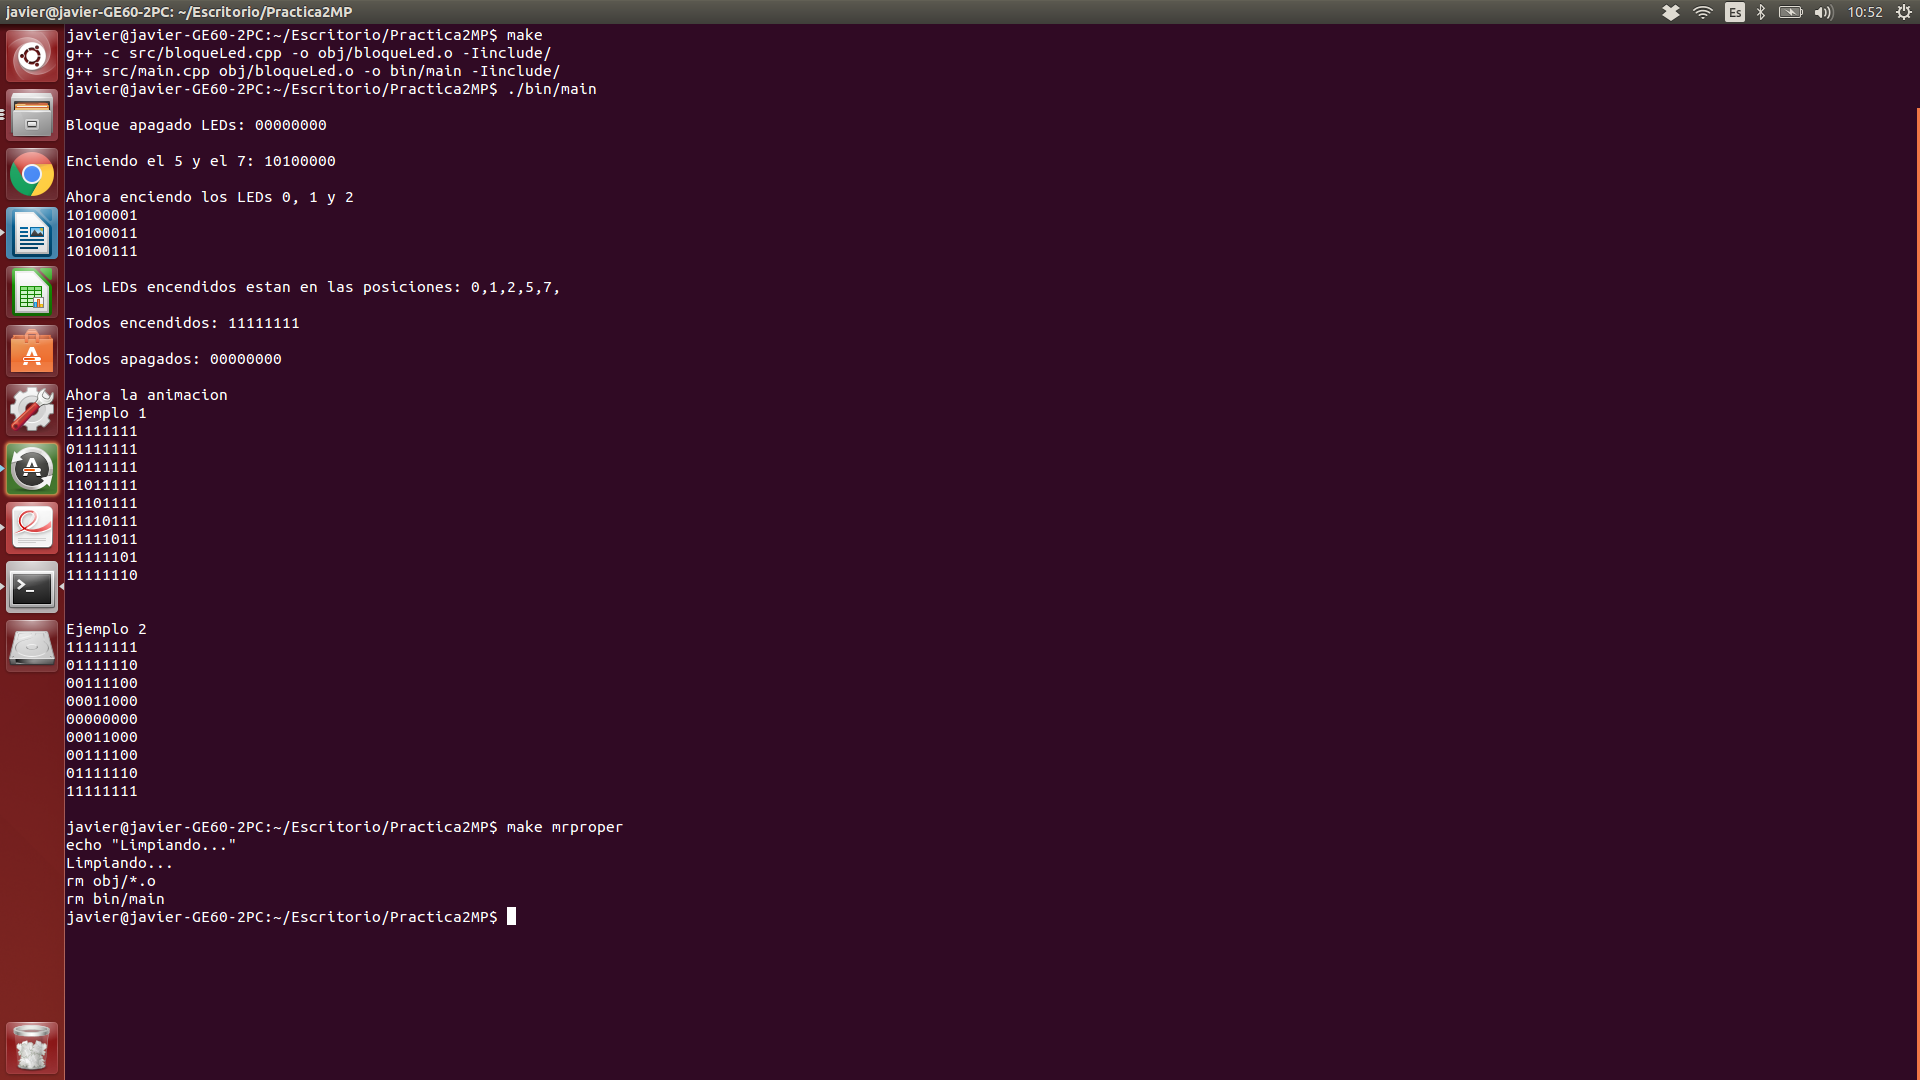 javier@javier-GE60-2PC: ~/Escritorio/Practica2MP
Es
10:52
javier@javier-GE60-2PC:~/Escritorio/Practica2MP$ make
g++ -c src/bloqueLed.cpp -o obj/bloqueLed.o -Iinclude/
g++ src/main.cpp obj/bloqueLed.o -o bin/main -Iinclude/
javier@javier-GE60-2PC:~/Escritorio/Practica2MP$ ./bin/main
Bloque apagado LEDs: 00000000
Enciendo el 5 y el 7: 10100000
Ahora enciendo los LEDs 0, 1 y 2
10100001
10100011
10100111
Los LEDs encendidos estan en las posiciones: 0,1,2,5,7,
Todos encendidos: 11111111
Todos apagados: 00000000
Ahora la animacion
Ejemplo 1
11111111
01111111
10111111
11011111
11101111
11110111
11111011
11111101
11111110
Ejemplo 2
11111111
01111110
00111100
00011000
00000000
00011000
00111100
01111110
11111111
javier@javier-GE60-2PC:~/Escritorio/Practica2MP$ make mrproper
echo "Limpiando..."
Limpiando...
rm obj/*.o
rm bin/main
javier@javier-GE60-2PC:~/Escritorio/Practica2MP$